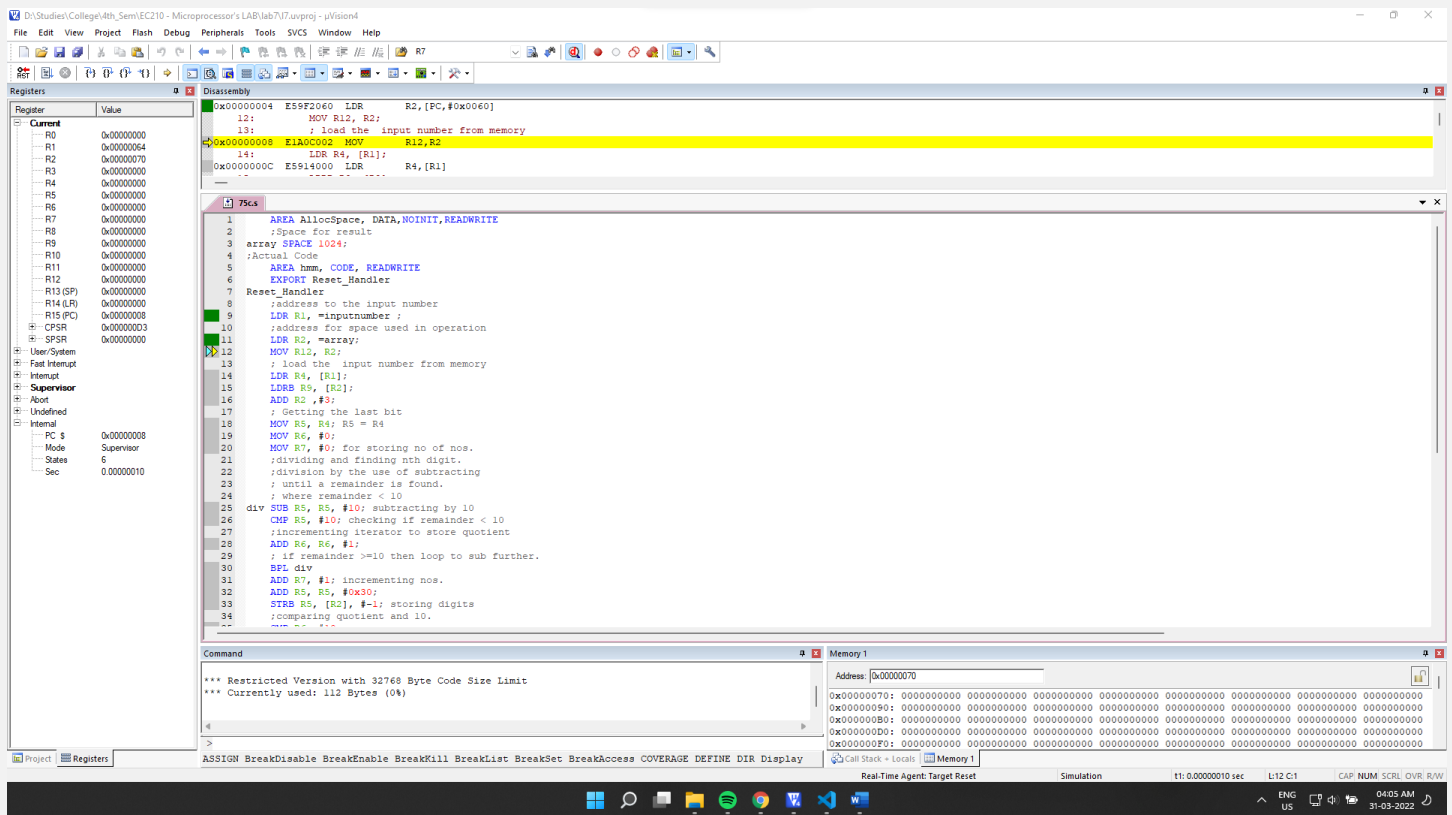 D:\Studies\College\4th_Sem\EC210 - Microprocessor's LAB\lab7\l7.uvproj - µVision4
File Edit View Project Flash Debug Peripherals Tools SVCS Window Help
R7
RST
Registers
Register Value
Current
R0 0x00000000
R1 0x00000064
R2 0x00000070
R3 0x00000000
R4 0x00000000
R5 0x00000000
R6 0x00000000
R7 0x00000000
R8 0x00000000
R9 0x00000000
R10 0x00000000
R11 0x00000000
R12 0x00000000
R13 (SP) 0x00000000
R14 (LR) 0x00000000
R15 (PC) 0x00000008
CPSR 0x000000D3
SPSR 0x00000000
User/System
Fast Interrupt
Interrupt
Supervisor
Abort
Undefined
Internal
PC $ 0x00000008
Mode Supervisor
States 6
Sec 0.00000010
Project Registers
Disassembly
0x00000004 E59F2060 LDR R2,[PC,#0x0060]
12: MOV R12, R2;
13: ; load the input number from memory
0x00000008 E1A0C002 MOV R12,R2
14: LDR R4, [R1];
0x0000000C E5914000 LDR R4,[R1]
75c.s
1 AREA AllocSpace, DATA,NOINIT,READWRITE
2 ;Space for result
3 array SPACE 1024;
4 ;Actual Code
5 AREA hmm, CODE, READWRITE
6 EXPORT Reset_Handler
7 Reset_Handler
8 ;address to the input number
9 LDR R1, =inputnumber ;
10 ;address for space used in operation
11 LDR R2, =array;
12 MOV R12, R2;
13 ; load the input number from memory
14 LDR R4, [R1];
15 LDRB R9, [R2];
16 ADD R2 ,#3;
17 ; Getting the last bit
18 MOV R5, R4; R5 = R4
19 MOV R6, #0;
20 MOV R7, #0; for storing no of nos.
21 ;dividing and finding nth digit.
22 ;division by the use of subtracting
23 ; until a remainder is found.
24 ; where remainder < 10
25 div SUB R5, R5, #10; subtracting by 10
26 CMP R5, #10; checking if remainder < 10
27 ;incrementing iterator to store quotient
28 ADD R6, R6, #1;
29 ; if remainder >=10 then loop to sub further.
30 BPL div
31 ADD R7, #1; incrementing nos.
32 ADD R5, R5, #0x30;
33 STRB R5, [R2], #-1; storing digits
34 ;comparing quotient and 10.
Command
*** Restricted Version with 32768 Byte Code Size Limit
*** Currently used: 112 Bytes (0%)
>
ASSIGN BreakDisable BreakEnable BreakKill BreakList BreakSet BreakAccess COVERAGE DEFINE DIR Display
Memory 1
Address: 0x00000070
0x00000070: 0000000000 0000000000 0000000000 0000000000 0000000000 0000000000 0000000000 0000000000
0x00000090: 0000000000 0000000000 0000000000 0000000000 0000000000 0000000000 0000000000 0000000000
0x000000B0: 0000000000 0000000000 0000000000 0000000000 0000000000 0000000000 0000000000 0000000000
0x000000D0: 0000000000 0000000000 0000000000 0000000000 0000000000 0000000000 0000000000 0000000000
0x000000F0: 0000000000 0000000000 0000000000 0000000000 0000000000 0000000000 0000000000 0000000000
Call Stack + Locals Memory 1
Real-Time Agent: Target Reset Simulation t1: 0.00000010 sec L:12 C:1 CAP NUM SCRL OVR R/W
ENG US
04:05 AM
31-03-2022